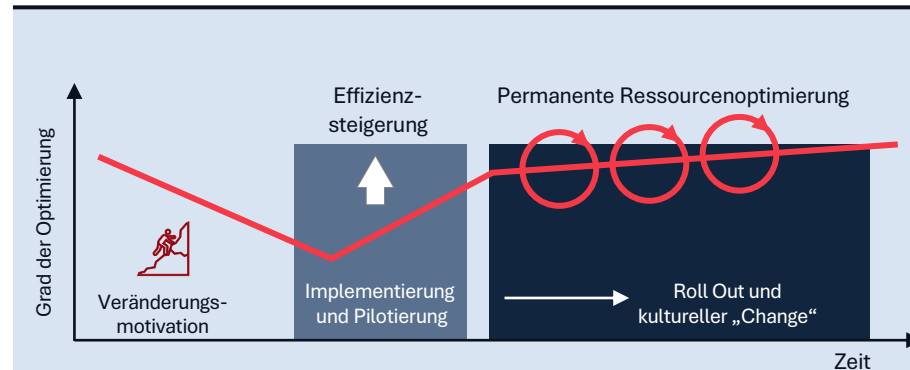 Effizienz-
steigerung
Permanente Ressourcenoptimierung
Grad der Optimierung
Veränderungs-
motivation
Implementierung
und Pilotierung
Roll Out und
kultureller „Change“
Zeit